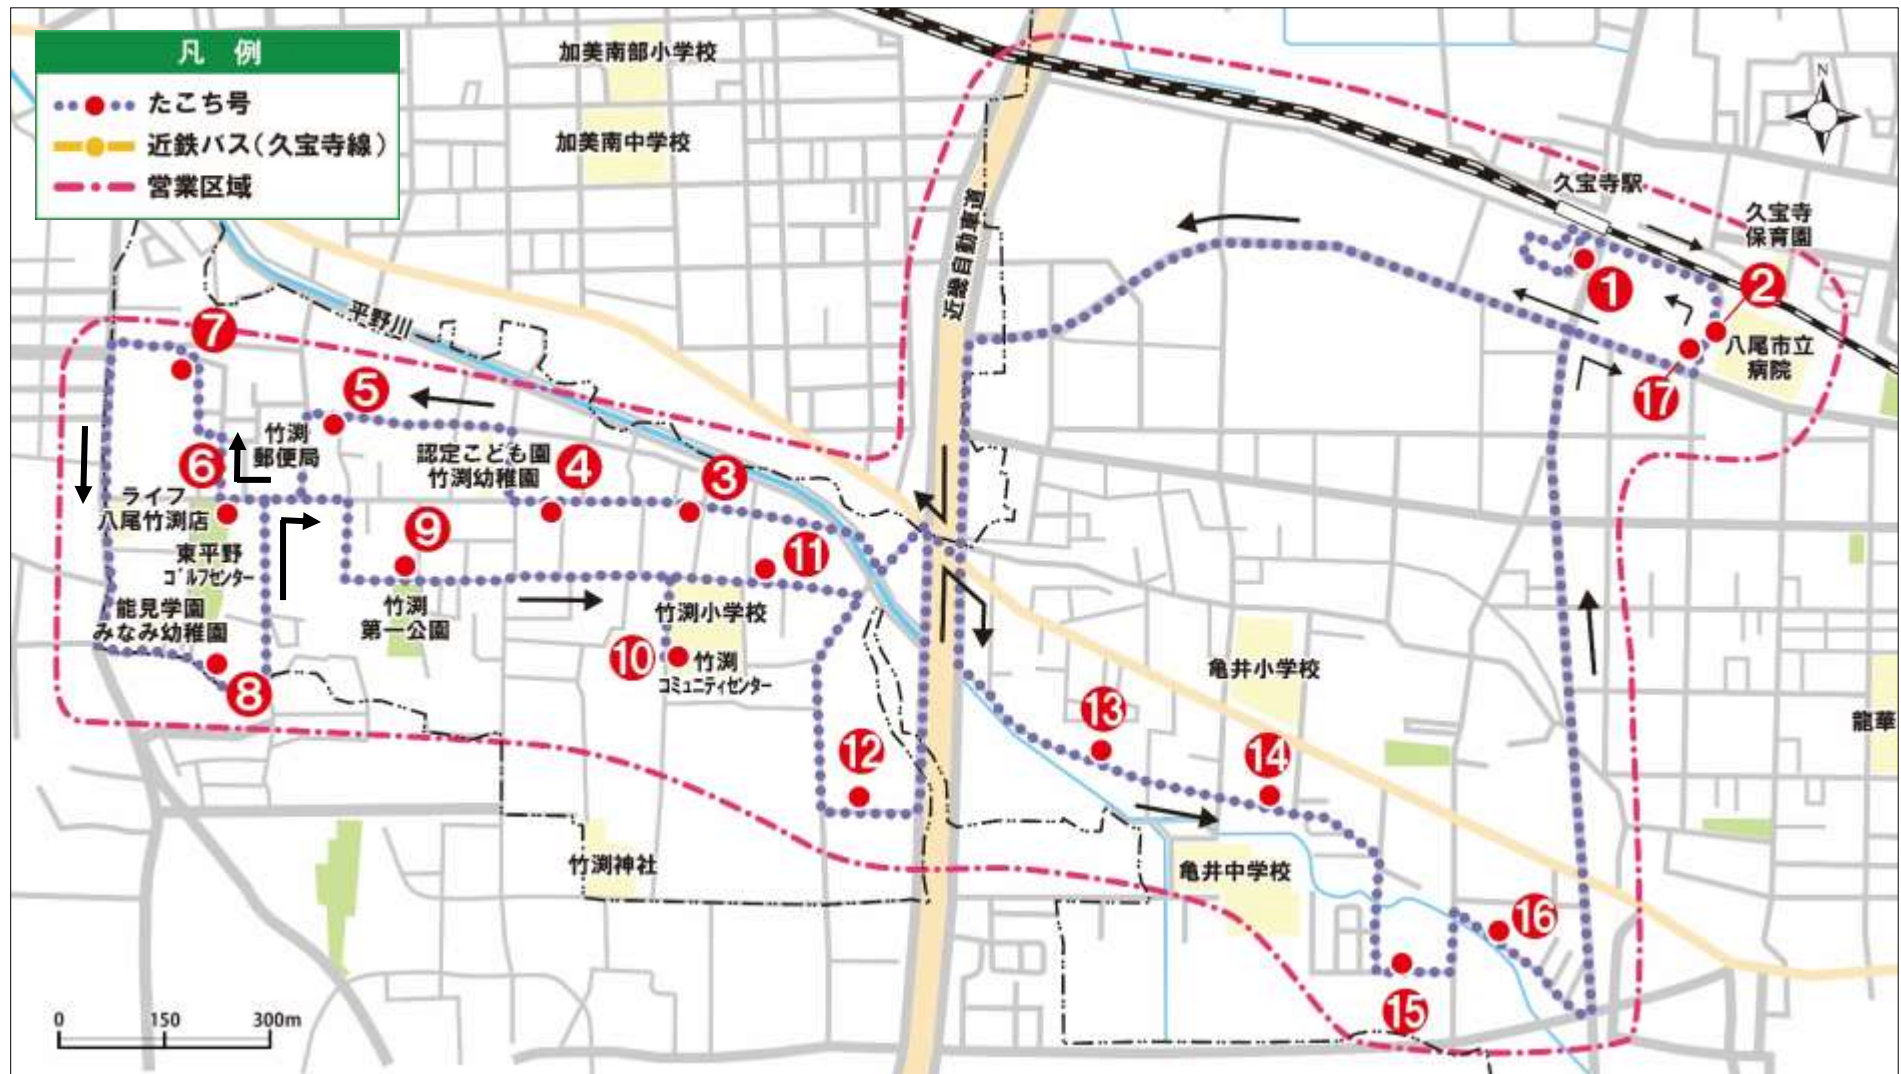 凡 例
たこち号
近鉄バス(久宝寺線)
営業区域
加美南部小学校
加美南中学校
近畿自動車道
久宝寺駅
N
久宝寺
保育園
1
2
八尾市立
病院
17
平野川
7
5
竹渕
郵便局
6
認定こども園
竹渕幼稚園
4
3
ライフ
八尾竹渕店
9
11
東平野
ゴルフセンター
能見学園
みなみ幼稚園
竹渕
第一公園
竹渕小学校
10
竹渕
コミュニティセンター
8
12
13
亀井小学校
14
龍華
竹渕神社
亀井中学校
16
15
0 150 300m